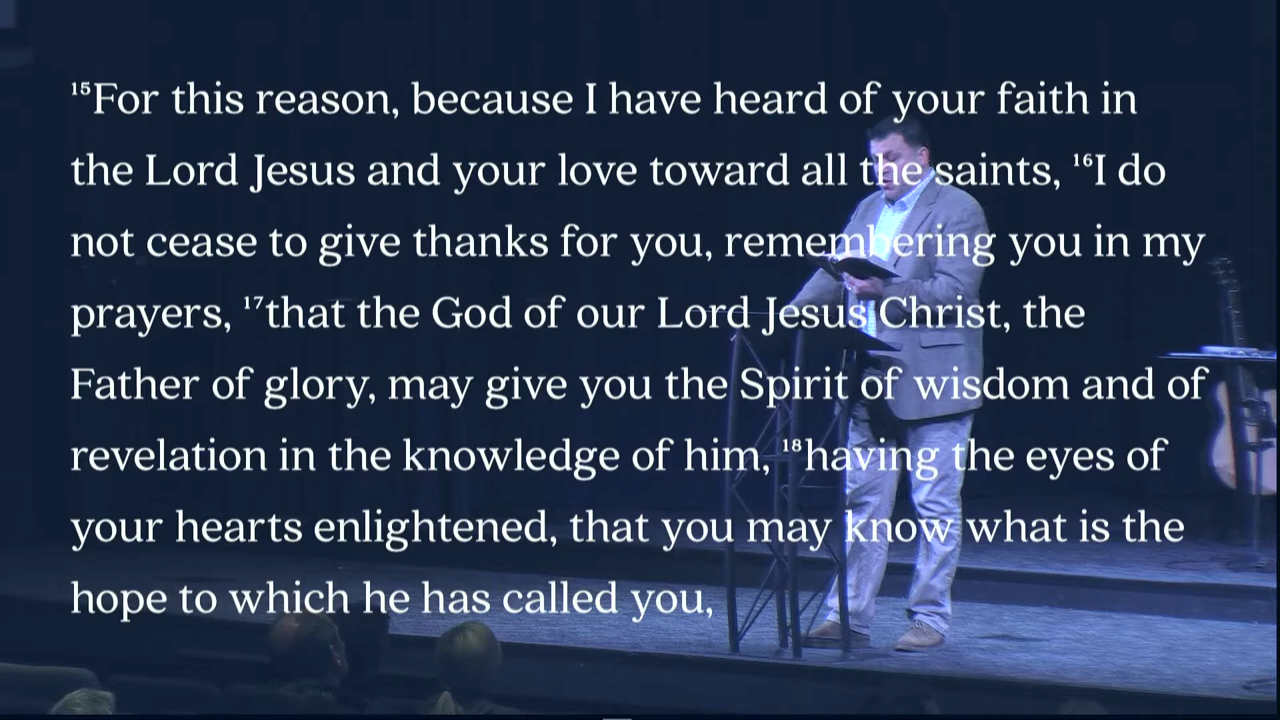 ¹⁵For this reason, because I have heard of your faith in
the Lord Jesus and your love toward all the saints, ¹⁶I do
not cease to give thanks for you, remembering you in my
prayers, ¹⁷that the God of our Lord Jesus Christ, the
Father of glory, may give you the Spirit of wisdom and of
revelation in the knowledge of him, ¹⁸having the eyes of
your hearts enlightened, that you may know what is the
hope to which he has called you,